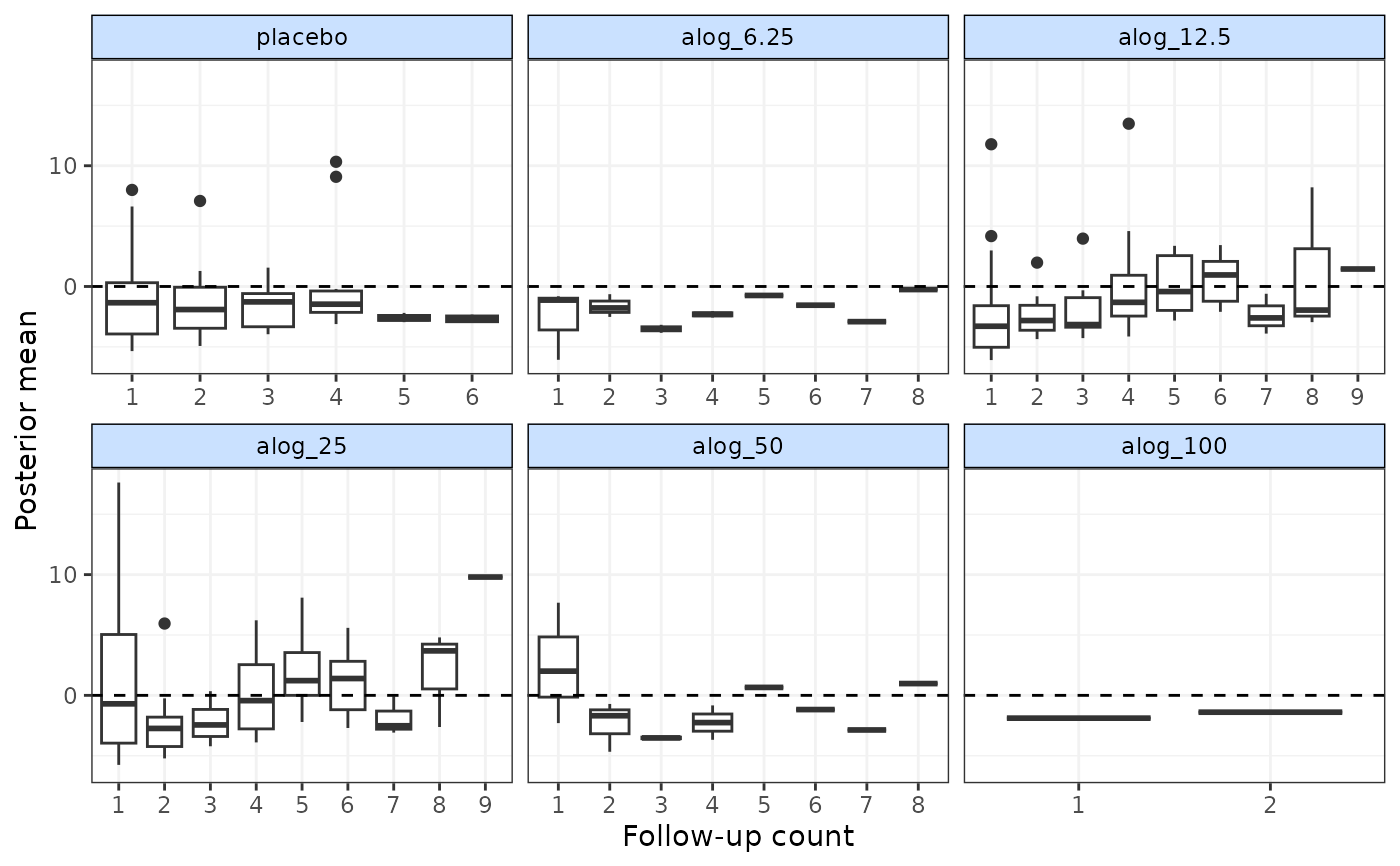 placebo alog_6.25 alog_12.5
10
0
1 2 3 4 5 6 1 2 3 4 5 6 7 8 1 2 3 4 5 6 7 8 9
Posterior mean
alog_25 alog_50 alog_100
10
0
1 2 3 4 5 6 7 8 9 1 2 3 4 5 6 7 8 1 2
Follow-up count